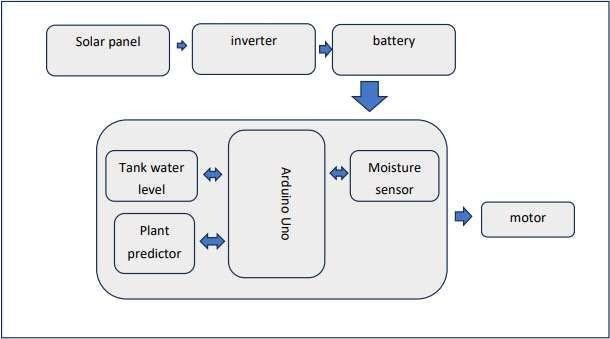 Solar panel
inverter
battery
Tank water
level
Arduino Uno
Moisture
sensor
Plant
predictor
motor